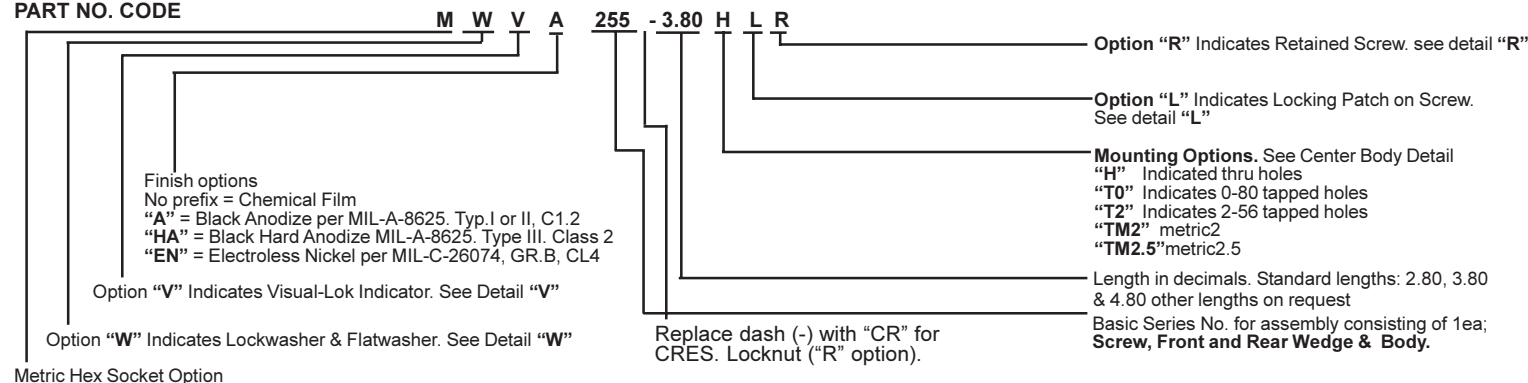 PART NO. CODE
M W V A 255 - 3.80 H L R
Option “R” Indicates Retained Screw. see detail “R”
Option “L” Indicates Locking Patch on Screw.
See detail “L”
Mounting Options. See Center Body Detail
“H” Indicated thru holes
“T0” Indicates 0-80 tapped holes
“T2” Indicates 2-56 tapped holes
“TM2” metric2
“TM2.5”metric2.5
Finish options
No prefix = Chemical Film
“A” = Black Anodize per MIL-A-8625. Typ.I or II, C1.2
“HA” = Black Hard Anodize MIL-A-8625. Type III. Class 2
“EN” = Electroless Nickel per MIL-C-26074, GR.B, CL4
Length in decimals. Standard lengths: 2.80, 3.80
& 4.80 other lengths on request
Option “V” Indicates Visual-Lok Indicator. See Detail “V”
Basic Series No. for assembly consisting of 1ea;
Screw, Front and Rear Wedge & Body.
Replace dash (-) with “CR” for
CRES. Locknut (“R” option).
Option “W” Indicates Lockwasher & Flatwasher. See Detail “W”
Metric Hex Socket Option